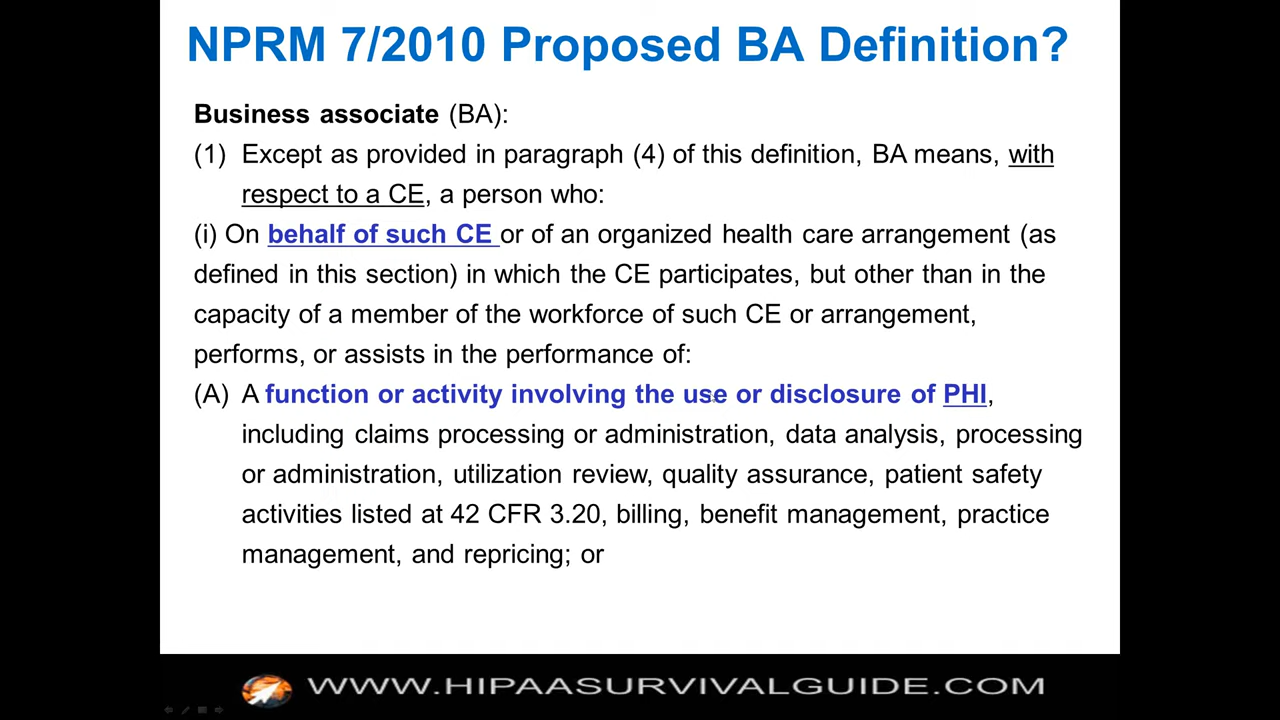 NPRM 7/2010 Proposed BA Definition?
Business associate (BA):
(1) Except as provided in paragraph (4) of this definition, BA means, with
respect to a CE, a person who:
(i) On behalf of such CE or of an organized health care arrangement (as
defined in this section) in which the CE participates, but other than in the
capacity of a member of the workforce of such CE or arrangement,
performs, or assists in the performance of:
(A) A function or activity involving the use or disclosure of PHI,
including claims processing or administration, data analysis, processing
or administration, utilization review, quality assurance, patient safety
activities listed at 42 CFR 3.20, billing, benefit management, practice
management, and repricing; or
WWW.HIPAASURVIVALGUIDE.COM